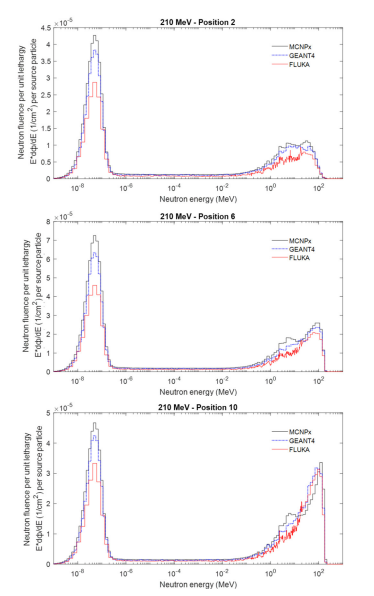 210 MeV - Position 2
×10⁻⁵
4.5
4
3.5
3
2.5
2
1.5
1
0.5
0
Neutron fluence per unit lethargy
E*dφ/dE (1/cm²) per source particle
MCNPx
GEANT4
FLUKA
10⁻⁸ 10⁻⁶ 10⁻⁴ 10⁻² 10⁰ 10²
Neutron energy (MeV)
210 MeV - Position 6
×10⁻⁵
8
7
6
5
4
3
2
1
0
Neutron fluence per unit lethargy
E*dφ/dE (1/cm²) per source particle
MCNPx
GEANT4
FLUKA
10⁻⁸ 10⁻⁶ 10⁻⁴ 10⁻² 10⁰ 10²
Neutron energy (MeV)
210 MeV - Position 10
×10⁻⁵
5
4
3
2
1
0
Neutron fluence per unit lethargy
E*dφ/dE (1/cm²) per source particle
MCNPx
GEANT4
FLUKA
10⁻⁸ 10⁻⁶ 10⁻⁴ 10⁻² 10⁰ 10²
Neutron energy (MeV)